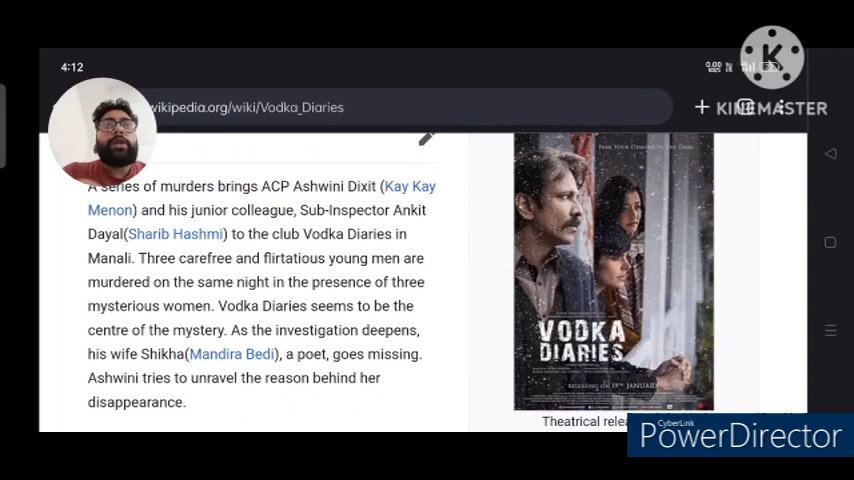 4:12
wikipedia.org/wiki/Vodka_Diaries
KINEMASTER
A series of murders brings ACP Ashwini Dixit (Kay Kay
Menon) and his junior colleague, Sub-Inspector Ankit
Dayal(Sharib Hashmi) to the club Vodka Diaries in
Manali. Three carefree and flirtatious young men are
murdered on the same night in the presence of three
mysterious women. Vodka Diaries seems to be the
centre of the mystery. As the investigation deepens,
his wife Shikha(Mandira Bedi), a poet, goes missing.
Ashwini tries to unravel the reason behind her
disappearance.
VODKA
DIARIES
RELEASING ON 19TH JANUARY
Theatrical
CyberLink
PowerDirector